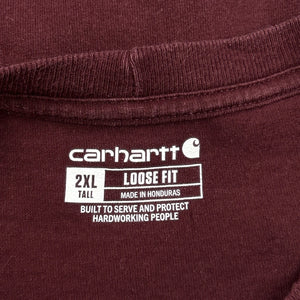 carhartt
2XL TALL LOOSE FIT
MADE IN HONDURAS
BUILT TO SERVE AND PROTECT
HARDWORKING PEOPLE